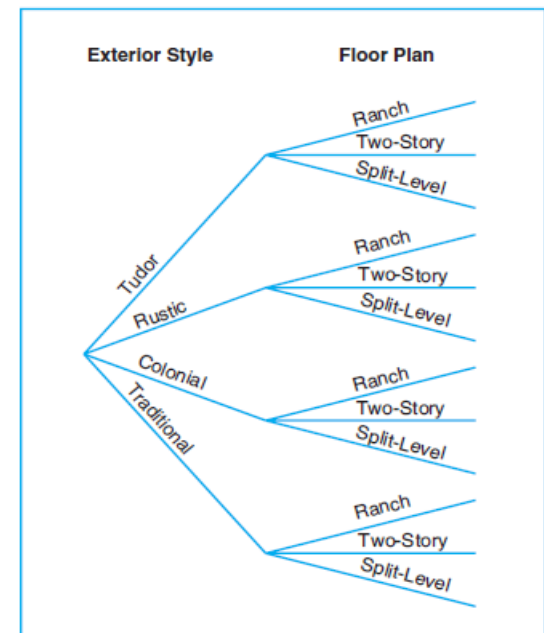 Exterior Style Floor Plan
Ranch
Two-Story
Split-Level
Tudor
Ranch
Two-Story
Split-Level
Rustic
Colonial
Ranch
Two-Story
Split-Level
Traditional
Ranch
Two-Story
Split-Level